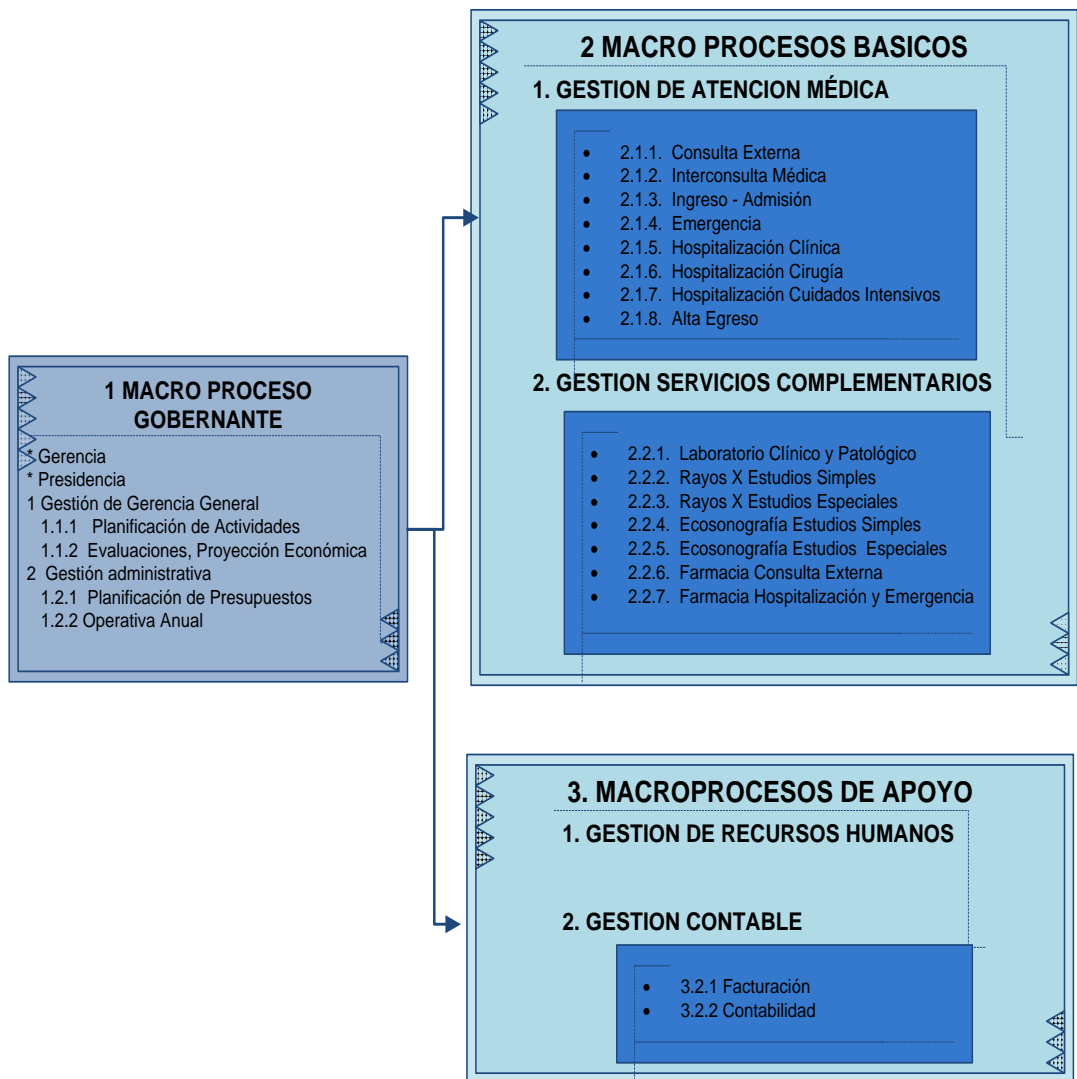 1 MACRO PROCESO
GOBERNANTE
* Gerencia
* Presidencia
1 Gestión de Gerencia General
1.1.1 Planificación de Actividades
1.1.2 Evaluaciones, Proyección Económica
2 Gestión administrativa
1.2.1 Planificación de Presupuestos
1.2.2 Operativa Anual
2 MACRO PROCESOS BASICOS
1. GESTION DE ATENCION MÉDICA
• 2.1.1. Consulta Externa
• 2.1.2. Interconsulta Médica
• 2.1.3. Ingreso - Admisión
• 2.1.4. Emergencia
• 2.1.5. Hospitalización Clínica
• 2.1.6. Hospitalización Cirugía
• 2.1.7. Hospitalización Cuidados Intensivos
• 2.1.8. Alta Egreso
2. GESTION SERVICIOS COMPLEMENTARIOS
• 2.2.1. Laboratorio Clínico y Patológico
• 2.2.2. Rayos X Estudios Simples
• 2.2.3. Rayos X Estudios Especiales
• 2.2.4. Ecosonografía Estudios Simples
• 2.2.5. Ecosonografía Estudios Especiales
• 2.2.6. Farmacia Consulta Externa
• 2.2.7. Farmacia Hospitalización y Emergencia
3. MACROPROCESOS DE APOYO
1. GESTION DE RECURSOS HUMANOS
2. GESTION CONTABLE
• 3.2.1 Facturación
• 3.2.2 Contabilidad